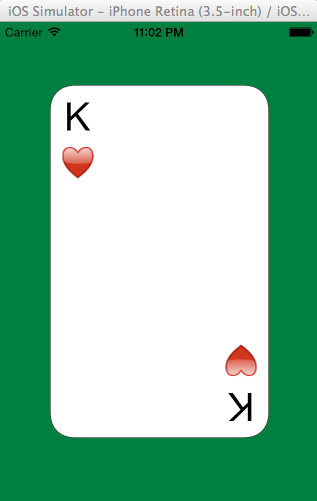 iOS Simulator - iPhone Retina (3.5-inch) / iOS...
Carrier 11:02 PM
K
K